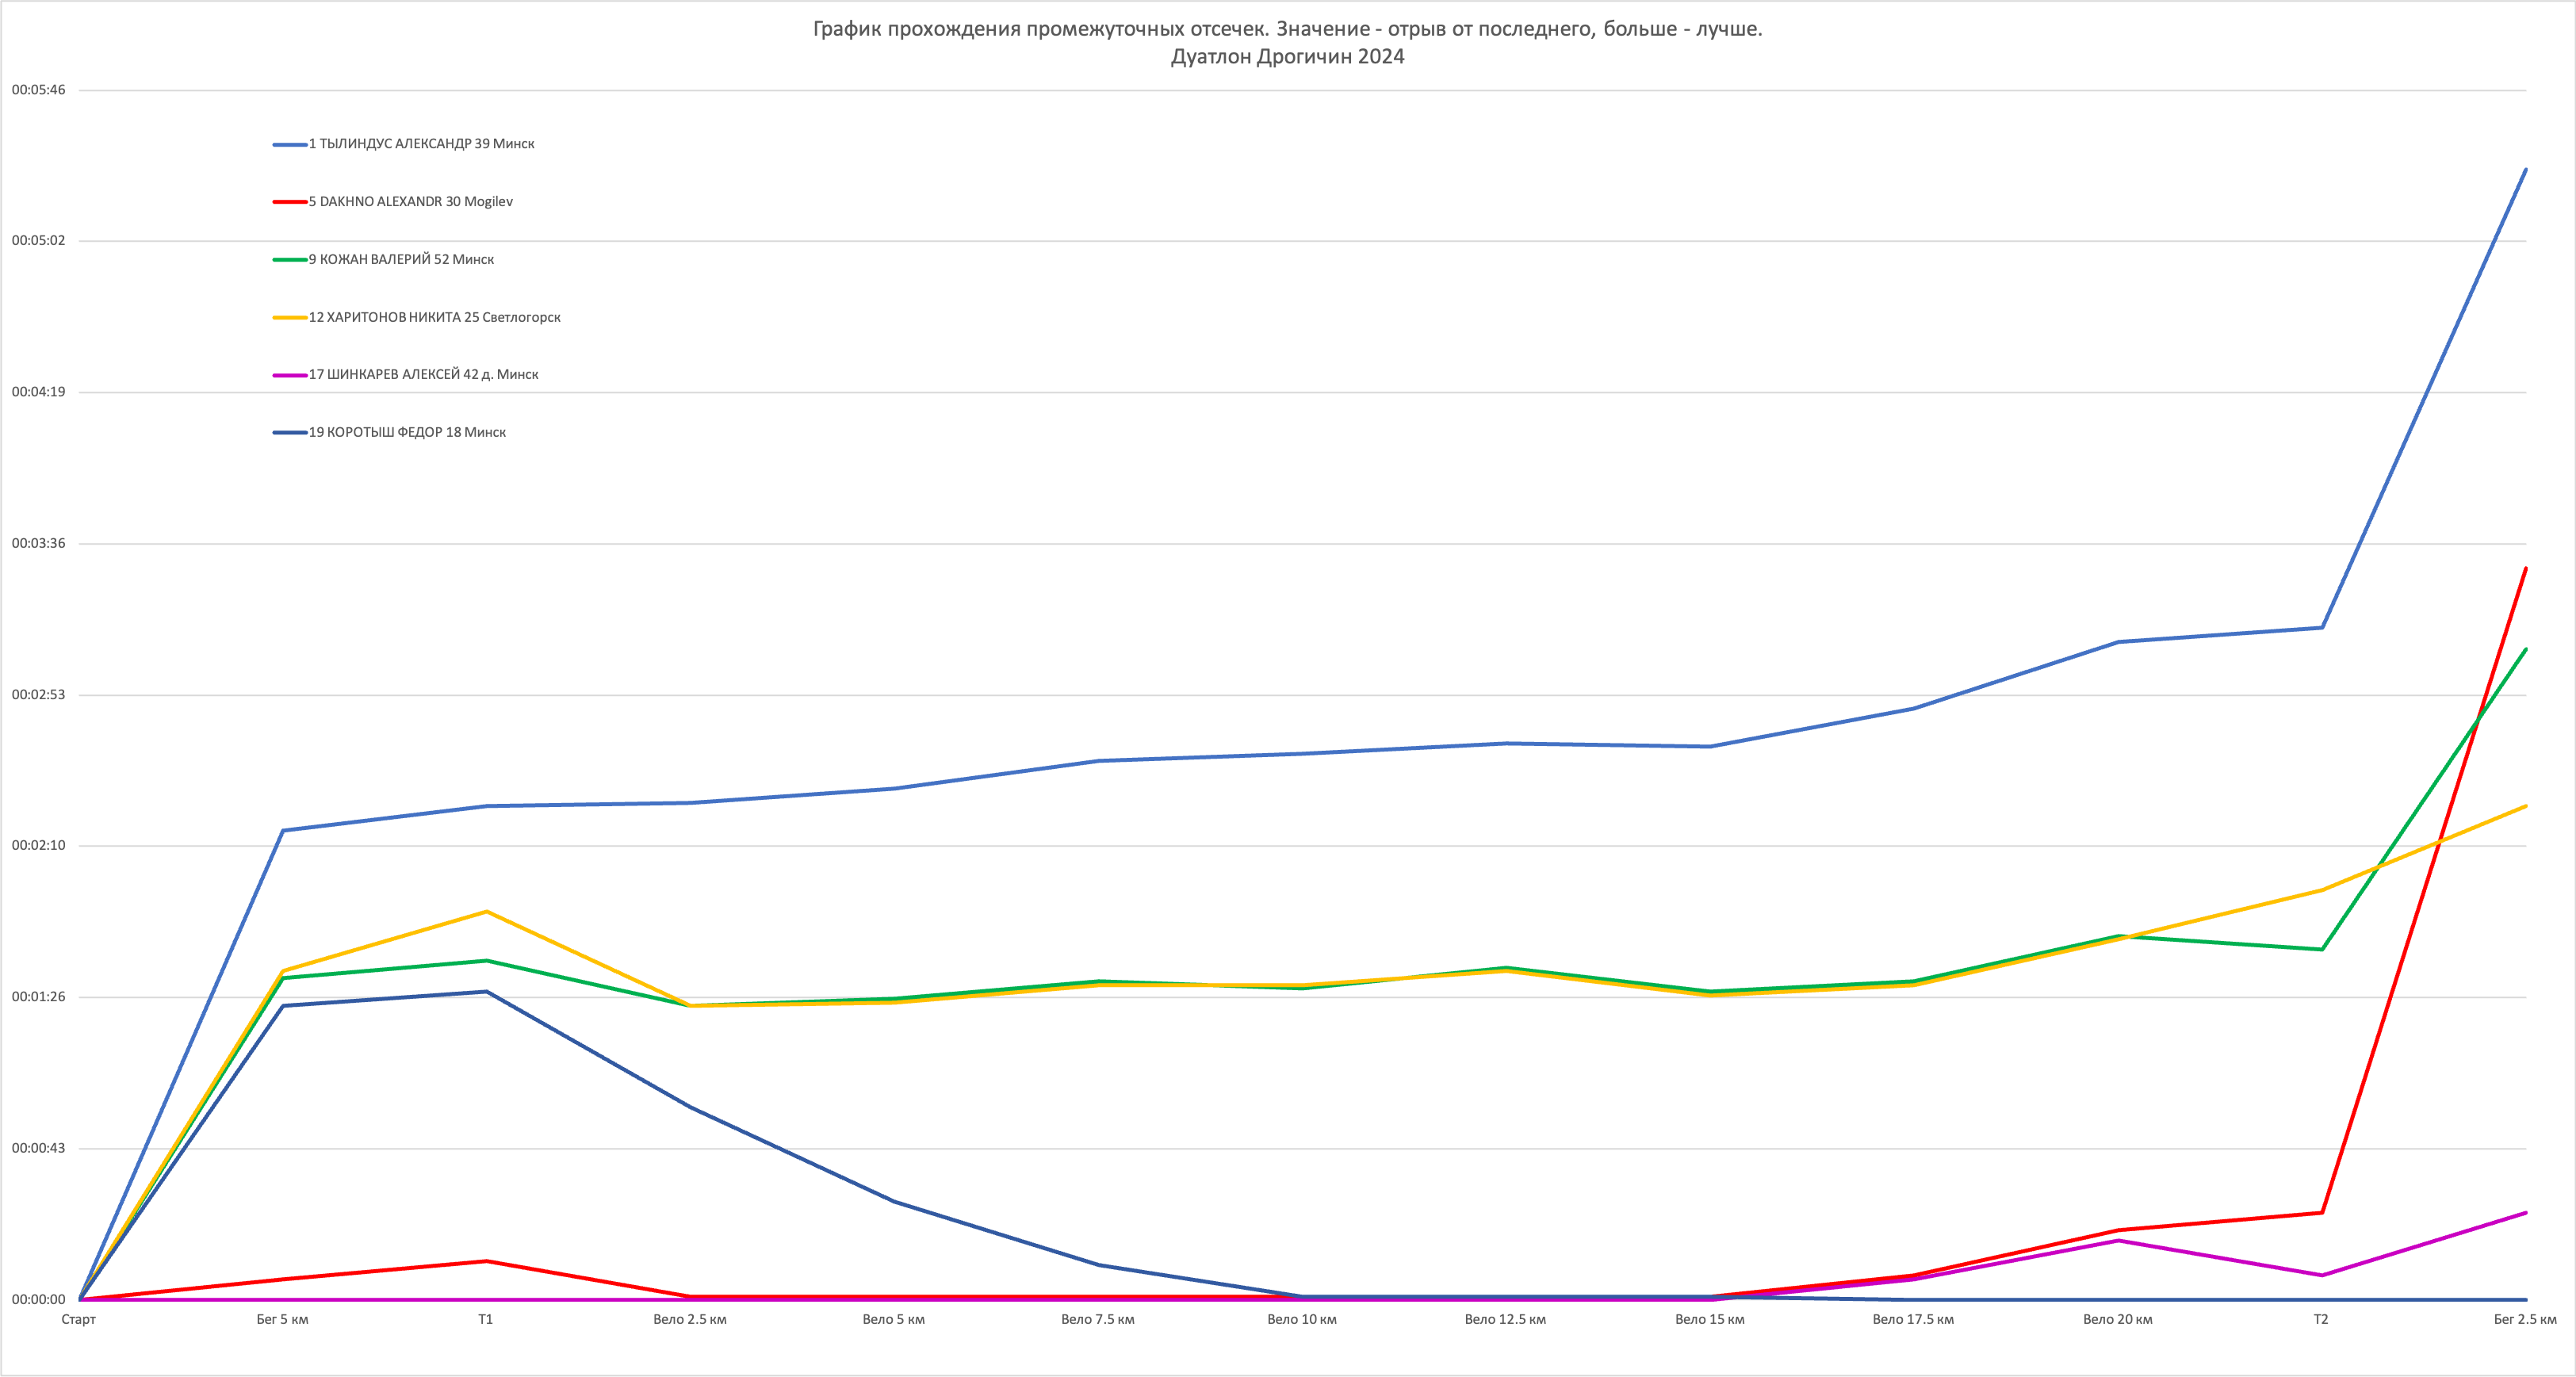 График прохождения промежуточных отсечек. Значение - отрыв от последнего, больше - лучше.
Дуатлон Дрогичин 2024
00:05:46
00:05:02
00:04:19
00:03:36
00:02:53
00:02:10
00:01:26
00:00:43
00:00:00
1 ТЫЛИНДУС АЛЕКСАНДР 39 Минск
5 DAKHNO ALEXANDR 30 Mogilev
9 КОЖАН ВАЛЕРИЙ 52 Минск
12 ХАРИТОНОВ НИКИТА 25 Светлогорск
17 ШИНКАРЕВ АЛЕКСЕЙ 42 д. Минск
19 КОРОТЫШ ФЕДОР 18 Минск
Старт Бег 5 км Т1 Вело 2.5 км Вело 5 км Вело 7.5 км Вело 10 км Вело 12.5 км Вело 15 км Вело 17.5 км Вело 20 км Т2 Бег 2.5 км